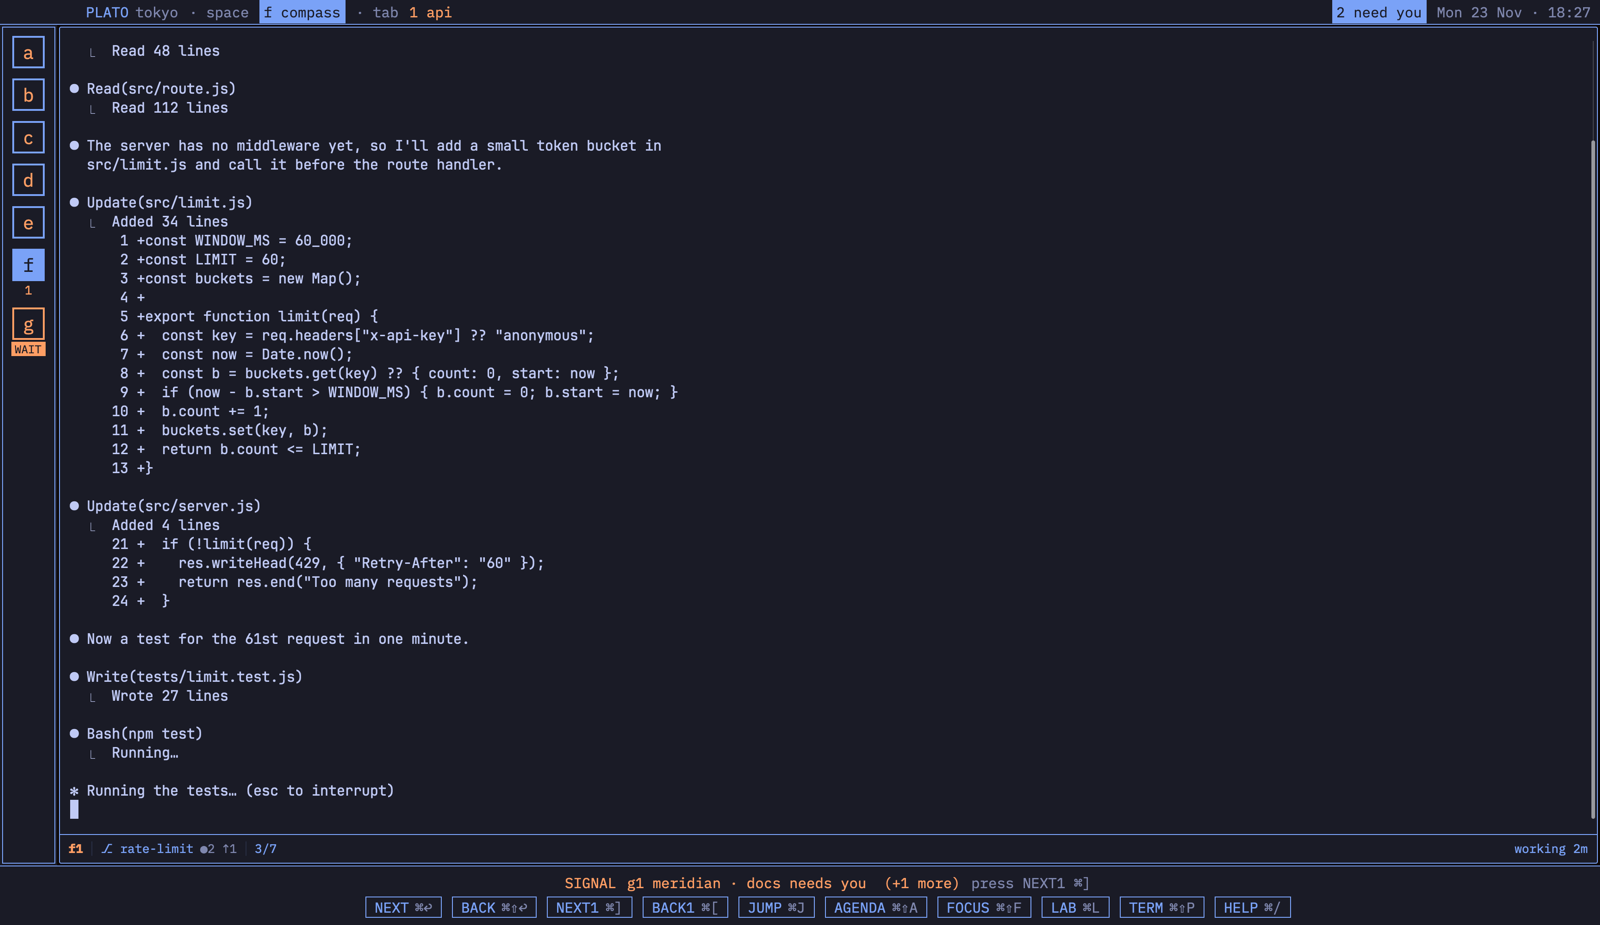 PLATO tokyo · space f compass · tab 1 api 2 need you Mon 23 Nov · 18:27
a
b
c
d
e
f
1
g
WAIT
└ Read 48 lines
● Read(src/route.js)
└ Read 112 lines
● The server has no middleware yet, so I'll add a small token bucket in
src/limit.js and call it before the route handler.
● Update(src/limit.js)
└ Added 34 lines
1 +const WINDOW_MS = 60_000;
2 +const LIMIT = 60;
3 +const buckets = new Map();
4 +
5 +export function limit(req) {
6 +  const key = req.headers["x-api-key"] ?? "anonymous";
7 +  const now = Date.now();
8 +  const b = buckets.get(key) ?? { count: 0, start: now };
9 +  if (now - b.start > WINDOW_MS) { b.count = 0; b.start = now; }
10 +  b.count += 1;
11 +  buckets.set(key, b);
12 +  return b.count <= LIMIT;
13 +}
● Update(src/server.js)
└ Added 4 lines
21 +  if (!limit(req)) {
22 +    res.writeHead(429, { "Retry-After": "60" });
23 +    return res.end("Too many requests");
24 +  }
● Now a test for the 61st request in one minute.
● Write(tests/limit.test.js)
└ Wrote 27 lines
● Bash(npm test)
└ Running…
✻ Running the tests… (esc to interrupt)
f1 ⎇ rate-limit ●2 ↑1 3/7 working 2m
SIGNAL g1 meridian · docs needs you (+1 more) press NEXT1 ⌘]
NEXT ⌘↩ BACK ⌘⇧↩ NEXT1 ⌘] BACK1 ⌘[ JUMP ⌘J AGENDA ⌘⇧A FOCUS ⌘⇧F LAB ⌘L TERM ⌘⇧P HELP ⌘/